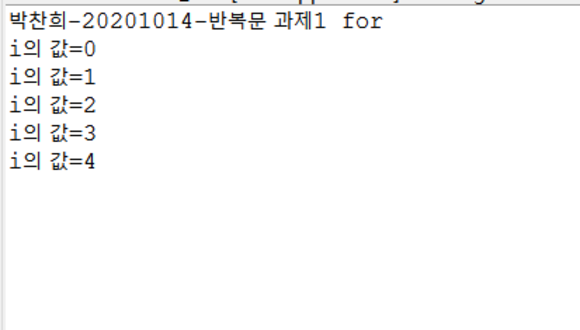 박찬희-20201014-반복문 과제1 for
i의 값=0
i의 값=1
i의 값=2
i의 값=3
i의 값=4